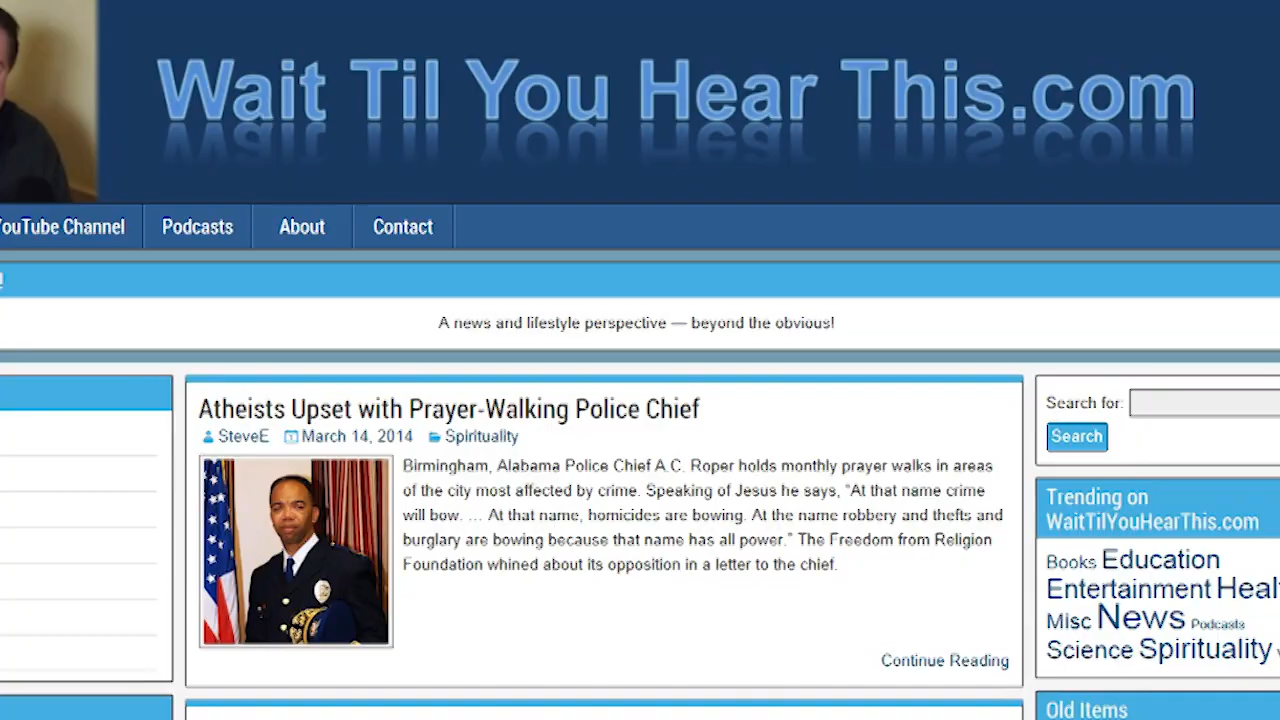 Wait Til You Hear This.com
YouTube Channel
Podcasts
About
Contact
A news and lifestyle perspective — beyond the obvious!
Atheists Upset with Prayer-Walking Police Chief
SteveE March 14, 2014 Spirituality
Birmingham, Alabama Police Chief A.C. Roper holds monthly prayer walks in areas
of the city most affected by crime. Speaking of Jesus he says, “At that name crime
will bow. … At that name, homicides are bowing. At the name robbery and thefts and
burglary are bowing because that name has all power.” The Freedom from Religion
Foundation whined about its opposition in a letter to the chief.
Continue Reading
Search for:
Search
Trending on
WaitTilYouHearThis.com
Books Education
Entertainment Heal
Misc News Podcasts
Science Spirituality
Old Items